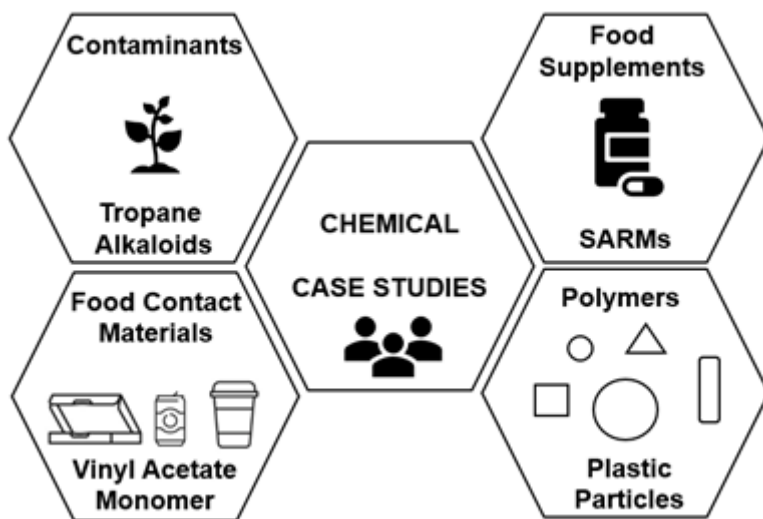 Contaminants
Tropane
Alkaloids
Food
Supplements
SARMs
CHEMICAL
CASE STUDIES
Food Contact
Materials
Vinyl Acetate
Monomer
Polymers
Plastic
Particles